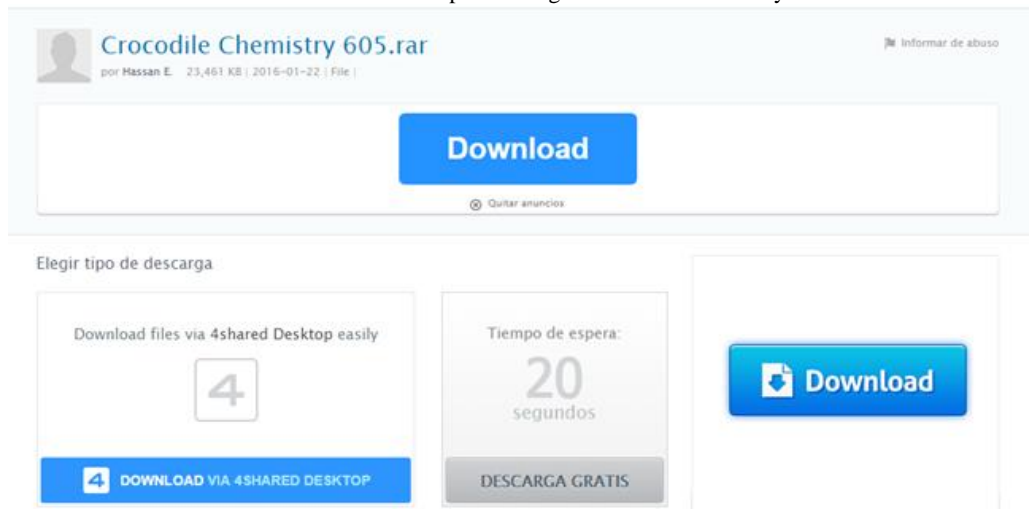 Crocodile Chemistry 605.rar
Informar de abuso
por Hassan E. 23,461 KB | 2016-01-22 | File |
Download
Quitar anuncios
Elegir tipo de descarga
Download files via 4shared Desktop easily
4
DOWNLOAD VIA 4SHARED DESKTOP
Tiempo de espera:
20
segundos
DESCARGA GRATIS
Download